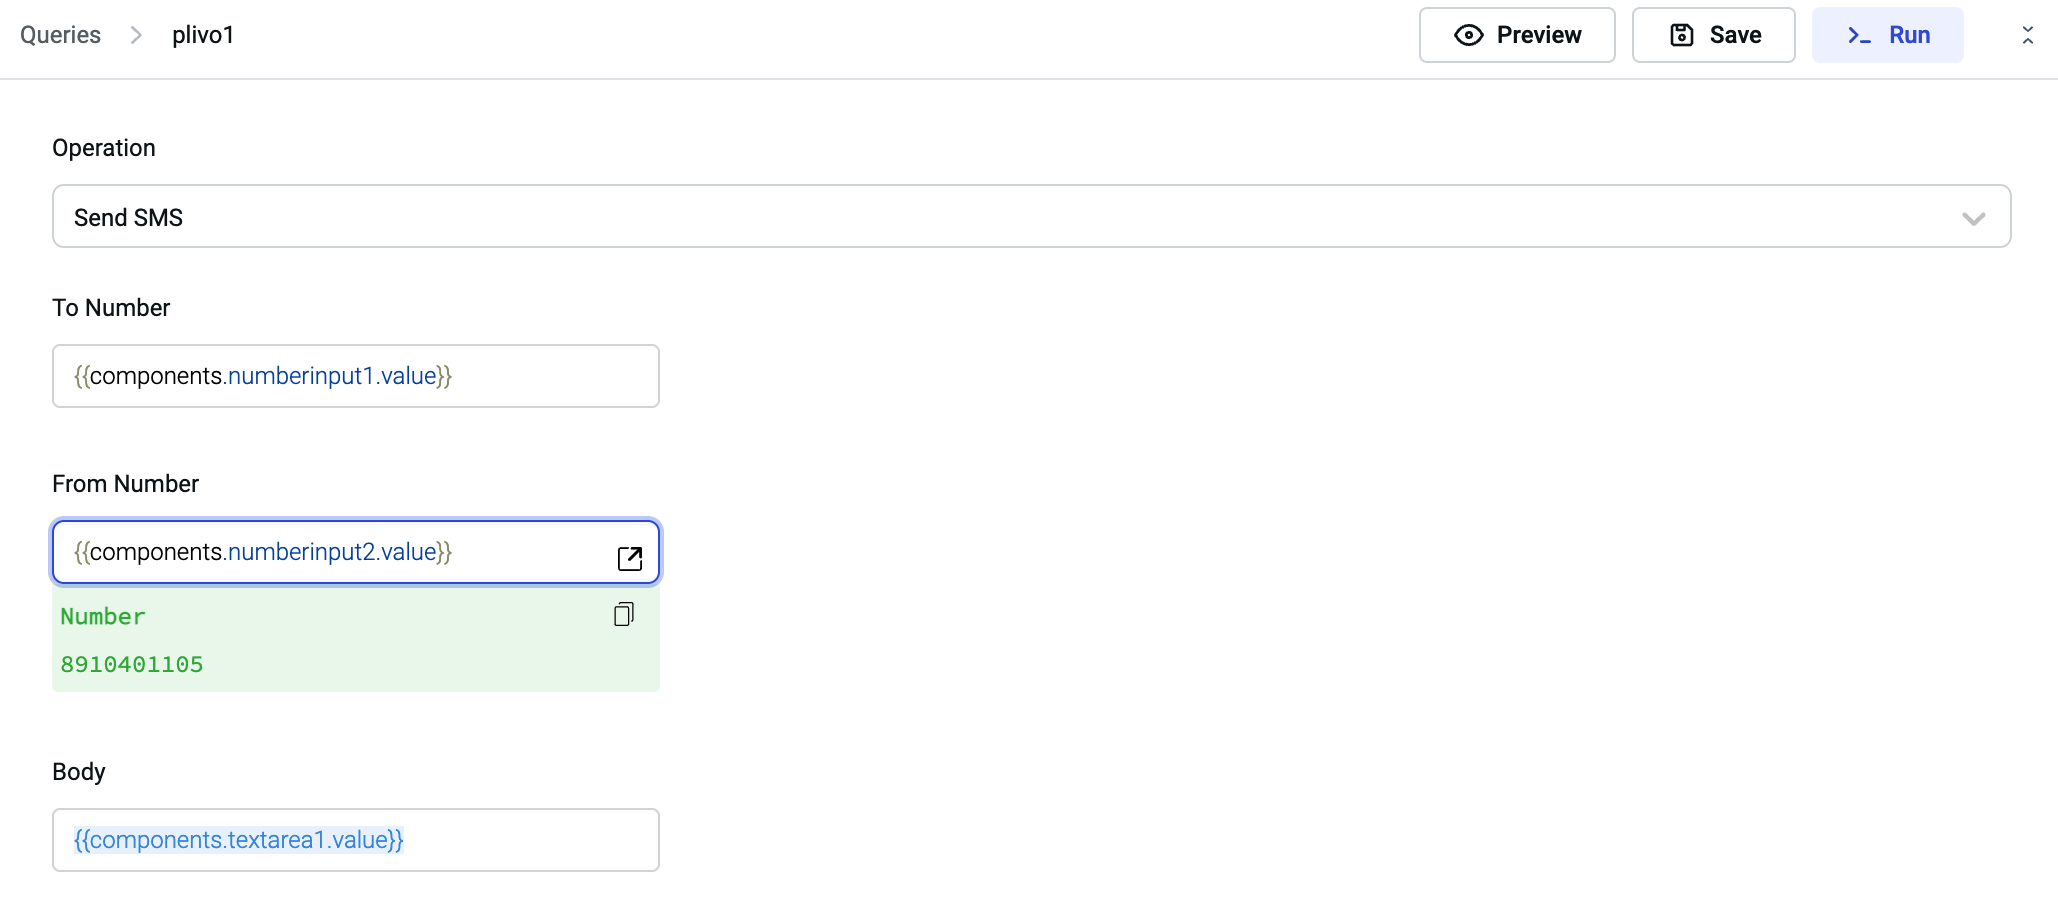 Queries > plivo1 Preview Save >_ Run
Operation
Send SMS
To Number
{{components.numberinput1.value}}
From Number
{{components.numberinput2.value}}
Number
8910401105
Body
{{components.textarea1.value}}